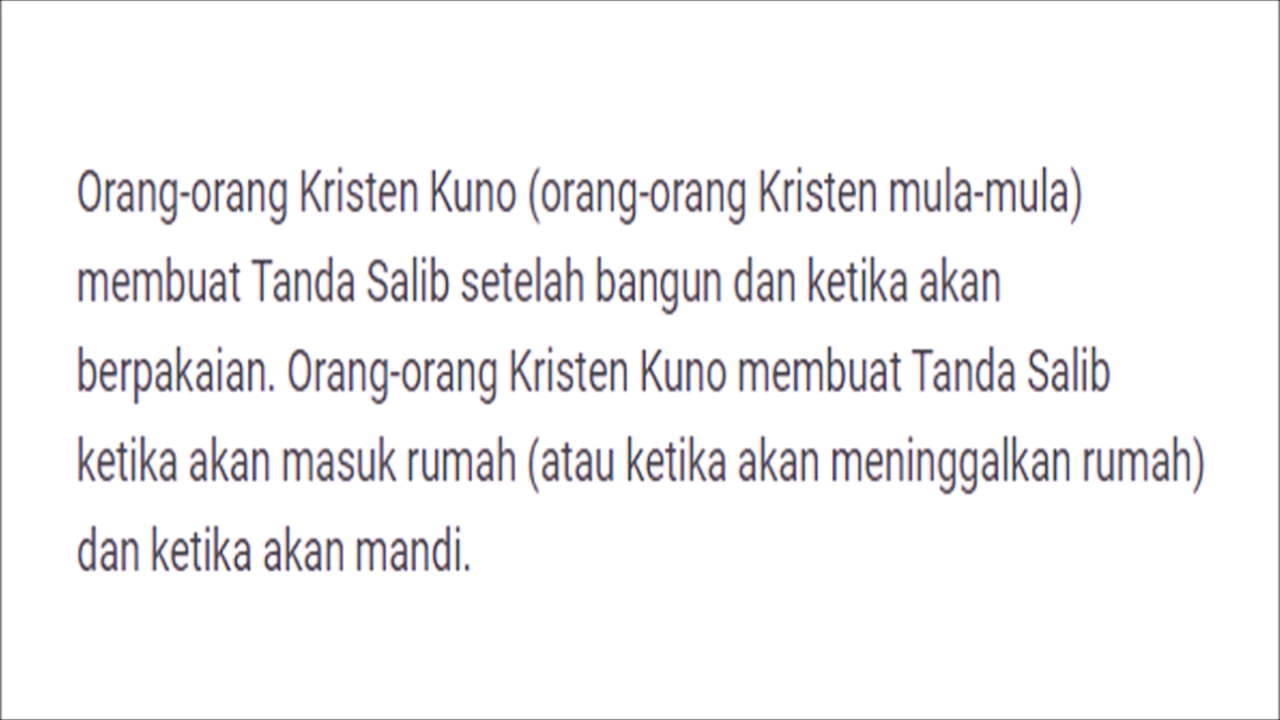 Orang-orang Kristen Kuno (orang-orang Kristen mula-mula)
membuat Tanda Salib setelah bangun dan ketika akan
berpakaian. Orang-orang Kristen Kuno membuat Tanda Salib
ketika akan masuk rumah (atau ketika akan meninggalkan rumah)
dan ketika akan mandi.